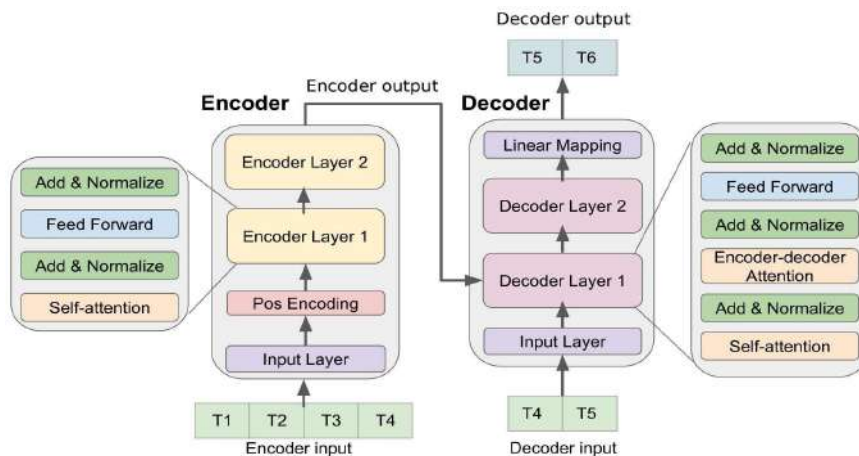 Decoder output
T5 T6
Encoder output
Encoder
Decoder
Add & Normalize
Feed Forward
Add & Normalize
Self-attention
Encoder Layer 2
Encoder Layer 1
Pos Encoding
Input Layer
T1 T2 T3 T4
Encoder input
Linear Mapping
Decoder Layer 2
Decoder Layer 1
Input Layer
T4 T5
Decoder input
Add & Normalize
Feed Forward
Add & Normalize
Encoder-decoder
Attention
Add & Normalize
Self-attention